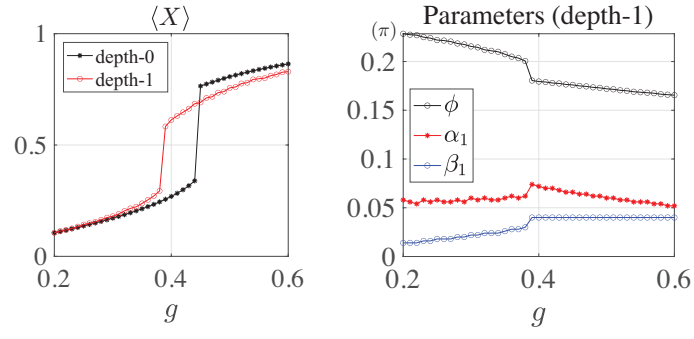 ⟨X⟩
1
0.5
0
depth-0
depth-1
0.2 0.4 0.6
g
Parameters (depth-1)
(π)
0.2
0.15
0.1
0.05
0
ϕ
α₁
β₁
0.2 0.4 0.6
g